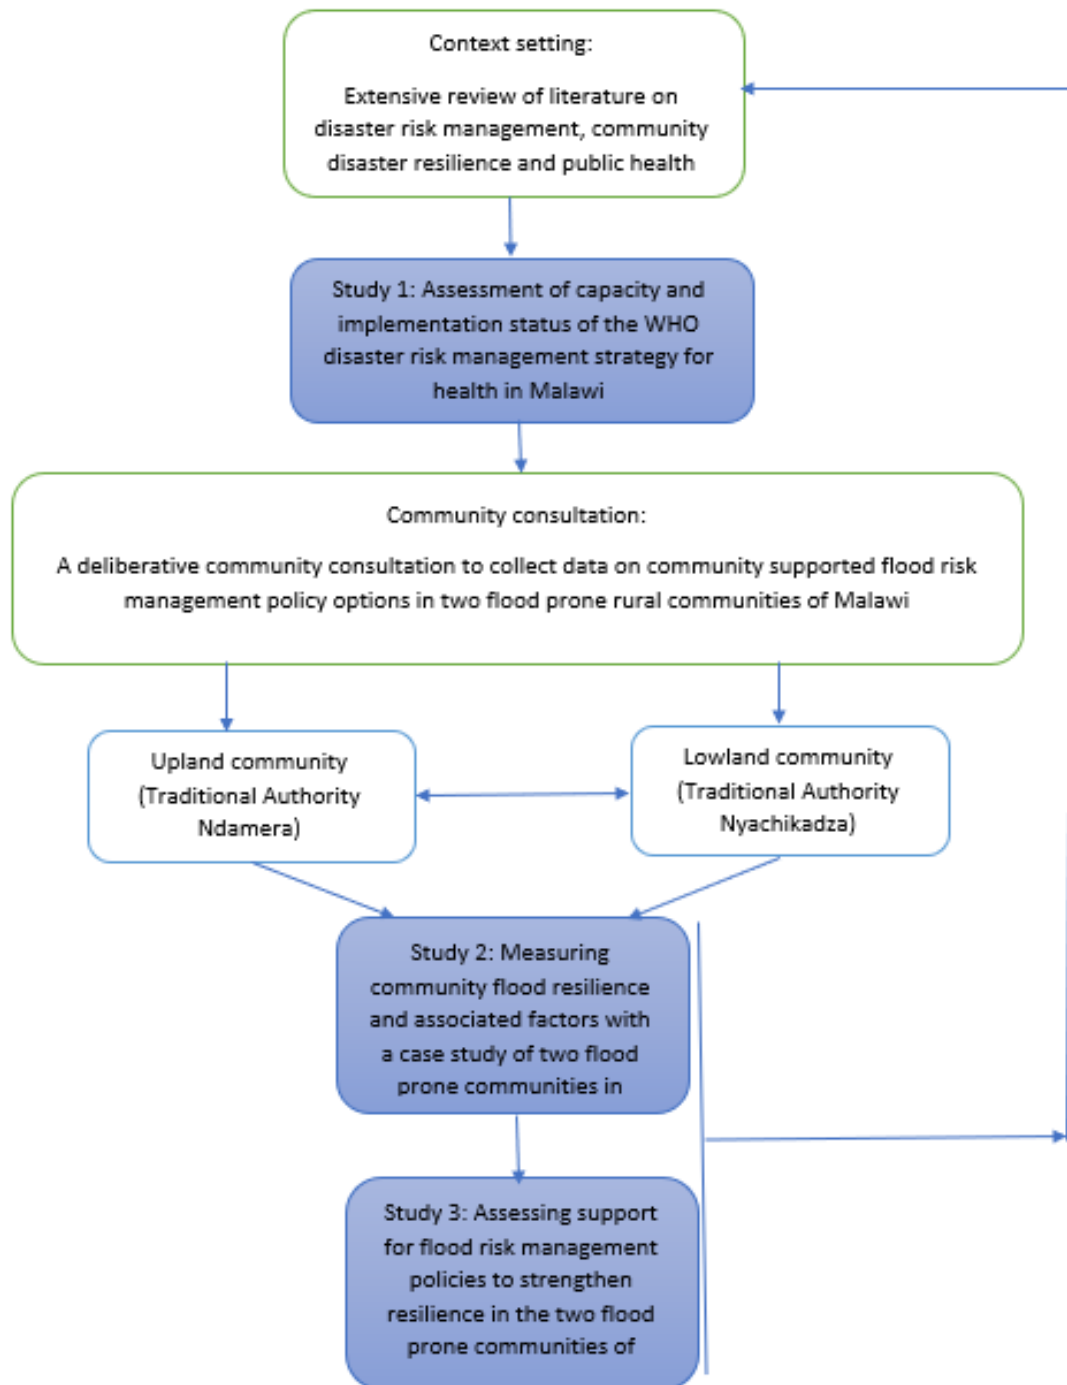 Context setting:
Extensive review of literature on
disaster risk management, community
disaster resilience and public health
Study 1: Assessment of capacity and
implementation status of the WHO
disaster risk management strategy for
health in Malawi
Community consultation:
A deliberative community consultation to collect data on community supported flood risk
management policy options in two flood prone rural communities of Malawi
Upland community
(Traditional Authority
Ndamera)
Lowland community
(Traditional Authority
Nyachikadza)
Study 2: Measuring
community flood resilience
and associated factors with
a case study of two flood
prone communities in
Study 3: Assessing support
for flood risk management
policies to strengthen
resilience in the two flood
prone communities of